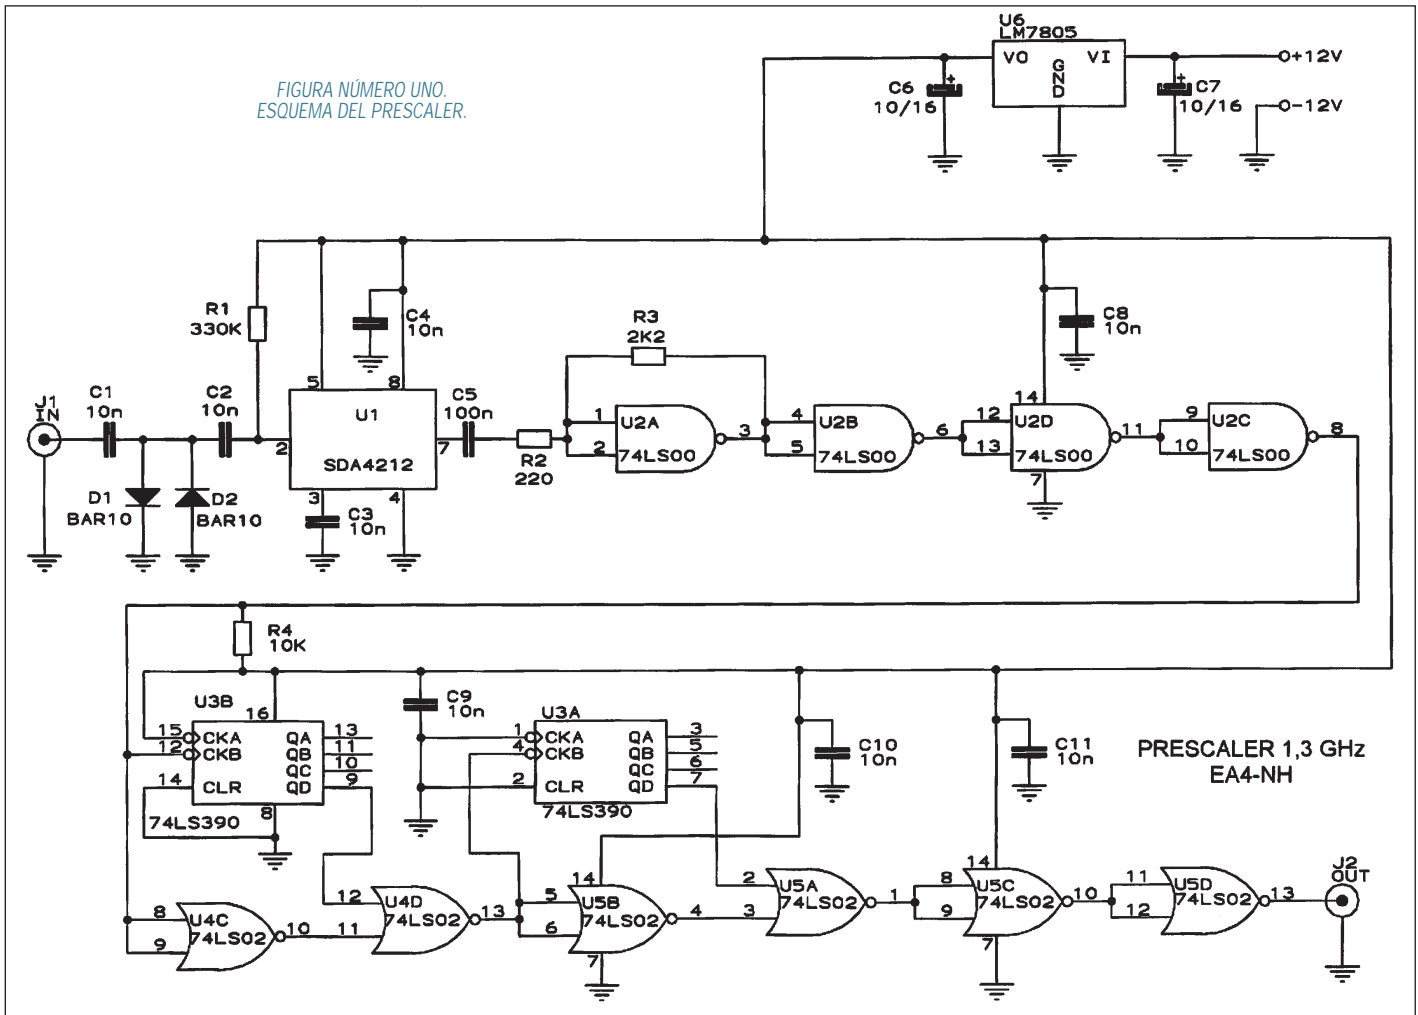 FIGURA NÚMERO UNO.
ESQUEMA DEL PRESCALER.
U6
LM7805
VO
GND
VI
+12V
-12V
C6
10/16
C7
10/16
R1
330K
C4
10n
R3
2K2
C8
10n
J1
IN
C1
10n
C2
10n
D1
BAR10
D2
BAR10
5
8
U1
SDA4212
2
7
3
4
C3
10n
C5
100n
R2
220
1
2
U2A
74LS00
3
4
5
U2B
74LS00
6
12
13
14
U2D
74LS00
7
11
9
10
U2C
74LS00
8
R4
10K
U3B
16
15
12
14
CKA
CKB
CLR
QA
QB
QC
QD
13
11
10
9
8
74LS390
C9
10n
U3A
1
4
2
CKA
CKB
CLR
QA
QB
QC
QD
3
5
6
7
74LS390
C10
10n
C11
10n
PRESCALER 1,3 GHz
EA4-NH
8
9
U4C
74LS02
10
12
11
U4D
74LS02
13
14
5
6
U5B
74LS02
7
4
2
3
U5A
74LS02
1
14
8
9
U5C
74LS02
7
10
11
12
U5D
74LS02
13
J2
OUT